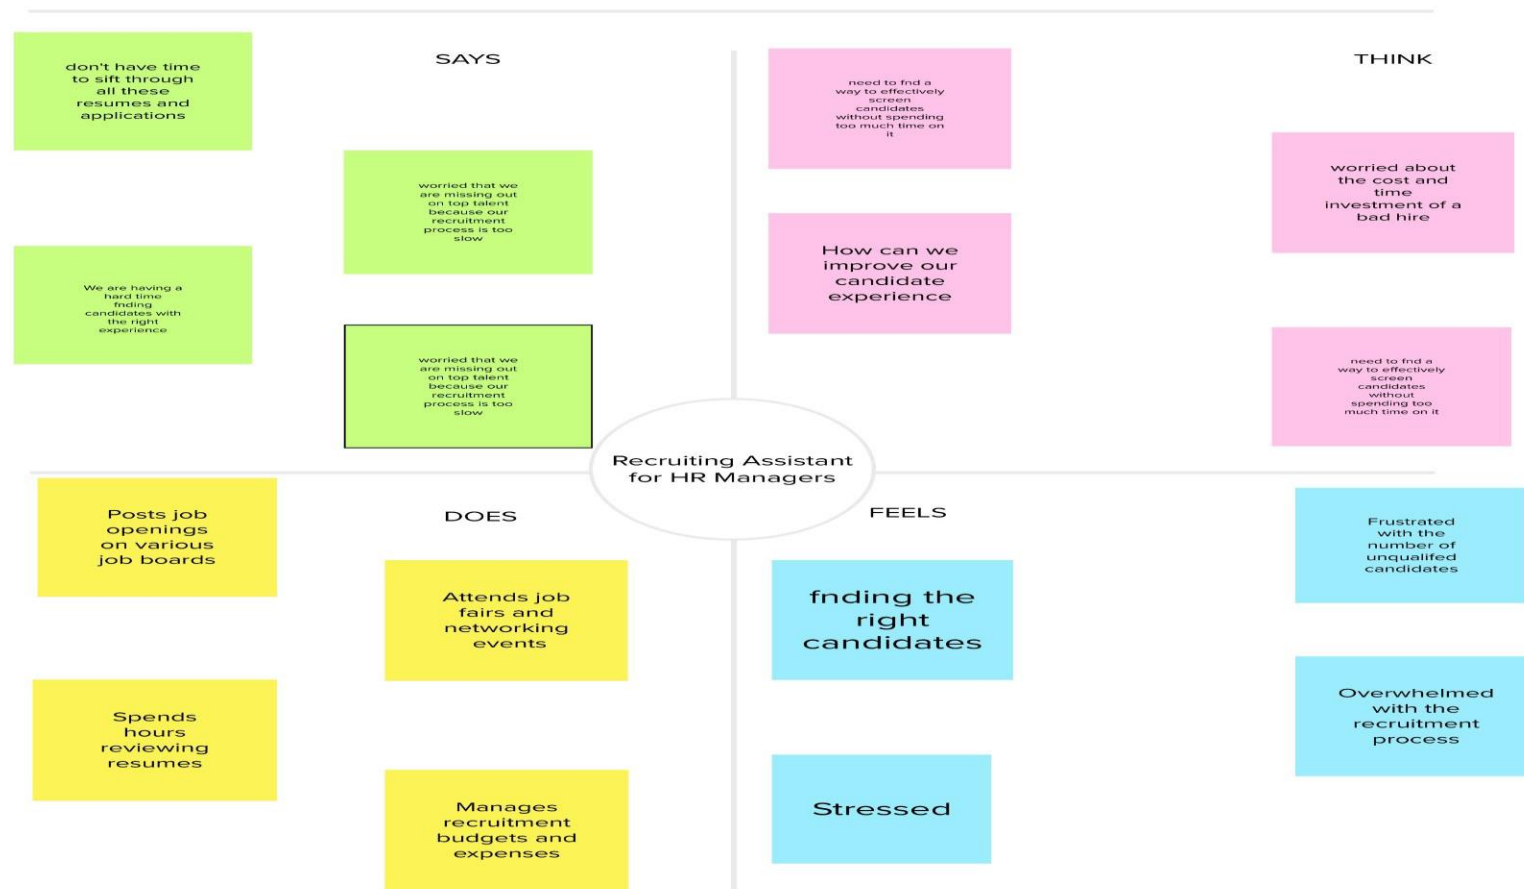 SAYS
don't have time
to sift through
all these
resumes and
applications
worried that we
are missing out
on top talent
because our
recruitment
process is too
slow
We are having a
hard time
fnding
candidates with
the right
experience
worried that we
are missing out
on top talent
because our
recruitment
process is too
slow
THINK
need to fnd a
way to effectively
screen
candidates
without spending
too much time on
it
worried about
the cost and
time
investment of a
bad hire
How can we
improve our
candidate
experience
need to fnd a
way to effectively
screen
candidates
without
spending too
much time on it
Recruiting Assistant
for HR Managers
DOES
Posts job
openings
on various
job boards
Attends job
fairs and
networking
events
Spends
hours
reviewing
resumes
Manages
recruitment
budgets and
expenses
FEELS
Frustrated
with the
number of
unqualifed
candidates
fnding the
right
candidates
Overwhelmed
with the
recruitment
process
Stressed